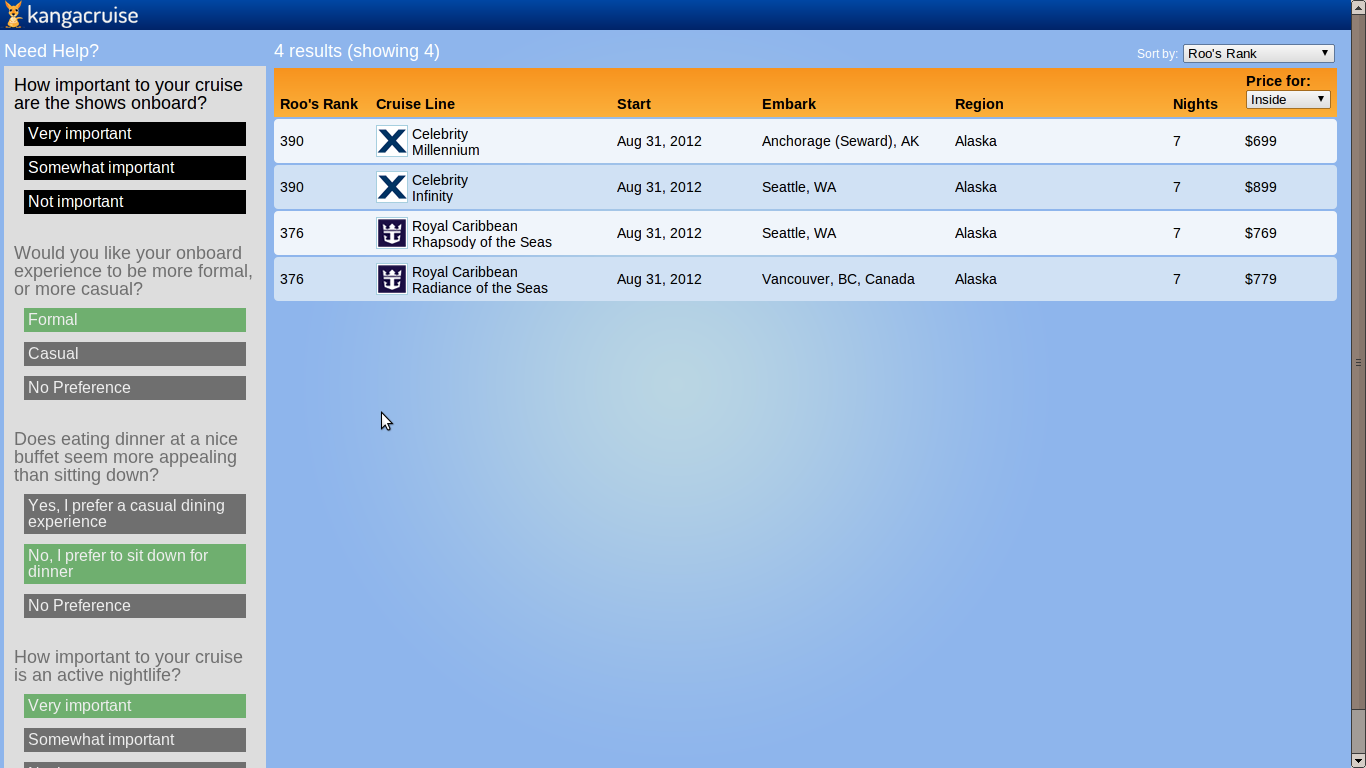 kangacruise
Need Help?
How important to your cruise
are the shows onboard?
Very important
Somewhat important
Not important
Would you like your onboard
experience to be more formal,
or more casual?
Formal
Casual
No Preference
Does eating dinner at a nice
buffet seem more appealing
than sitting down?
Yes, I prefer a casual dining
experience
No, I prefer to sit down for
dinner
No Preference
How important to your cruise
is an active nightlife?
Very important
Somewhat important
4 results (showing 4)
Sort by: Roo's Rank
Roo's Rank Cruise Line Start Embark Region Nights Price for: Inside
390 Celebrity Millennium Aug 31, 2012 Anchorage (Seward), AK Alaska 7 $699
390 Celebrity Infinity Aug 31, 2012 Seattle, WA Alaska 7 $899
376 Royal Caribbean Rhapsody of the Seas Aug 31, 2012 Seattle, WA Alaska 7 $769
376 Royal Caribbean Radiance of the Seas Aug 31, 2012 Vancouver, BC, Canada Alaska 7 $779